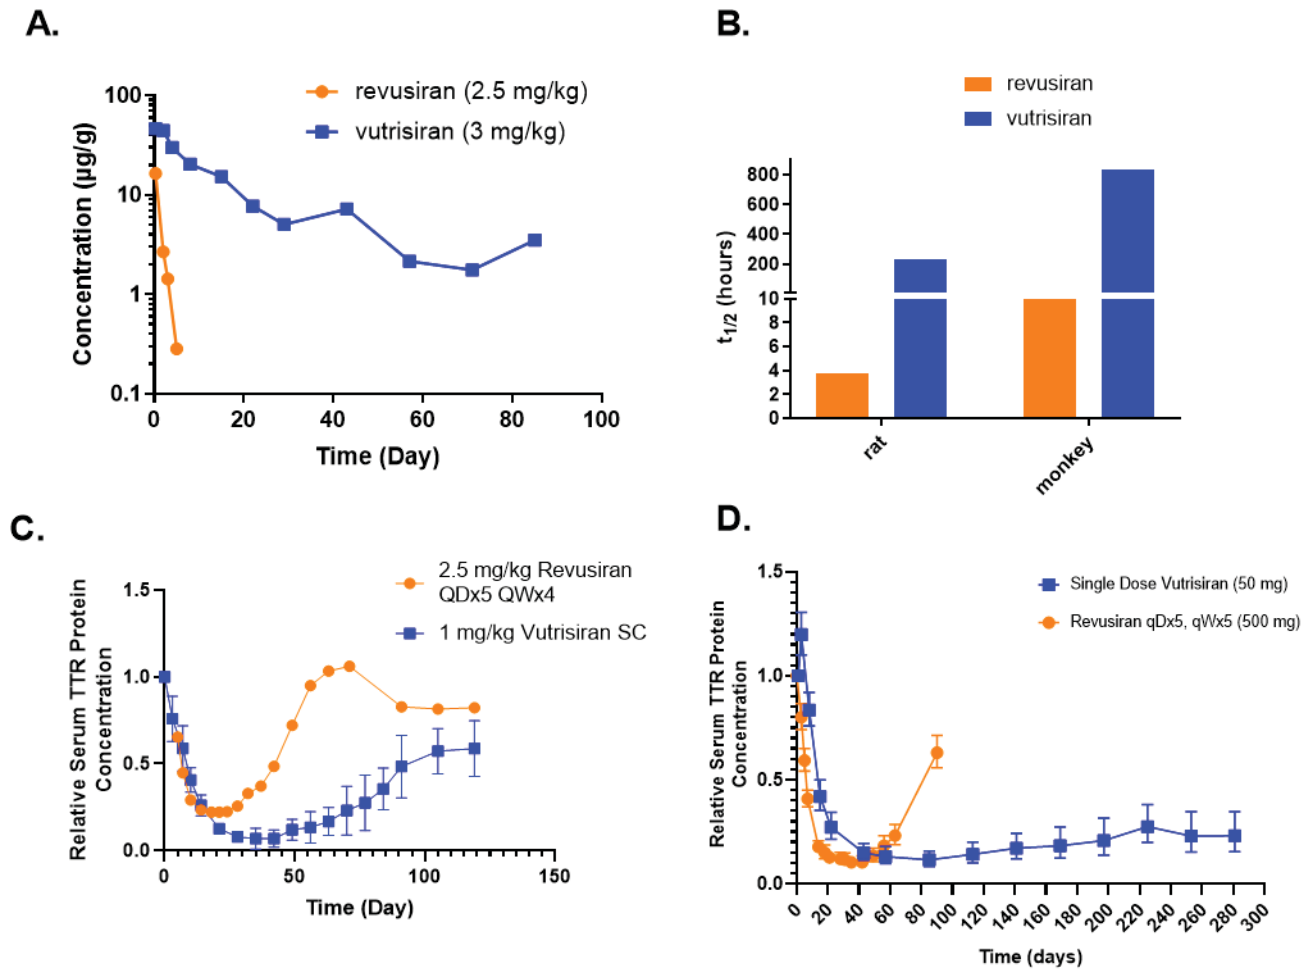 A.
revusiran (2.5 mg/kg)
vutrisiran (3 mg/kg)
Concentration (µg/g)
100
10
1
0.1
0
20
40
60
80
100
Time (Day)
B.
revusiran
vutrisiran
t1/2 (hours)
800
600
400
200
10
8
6
4
2
0
rat
monkey
C.
2.5 mg/kg Revusiran
QDx5 QWx4
1 mg/kg Vutrisiran SC
Relative Serum TTR Protein
Concentration
1.5
1.0
0.5
0.0
0
50
100
150
Time (Day)
D.
Single Dose Vutrisiran (50 mg)
Revusiran qDx5, qWx5 (500 mg)
Relative Serum TTR Protein
Concentration
1.5
1.0
0.5
0.0
0
20
40
60
80
100
120
140
160
180
200
220
240
260
280
300
Time (days)